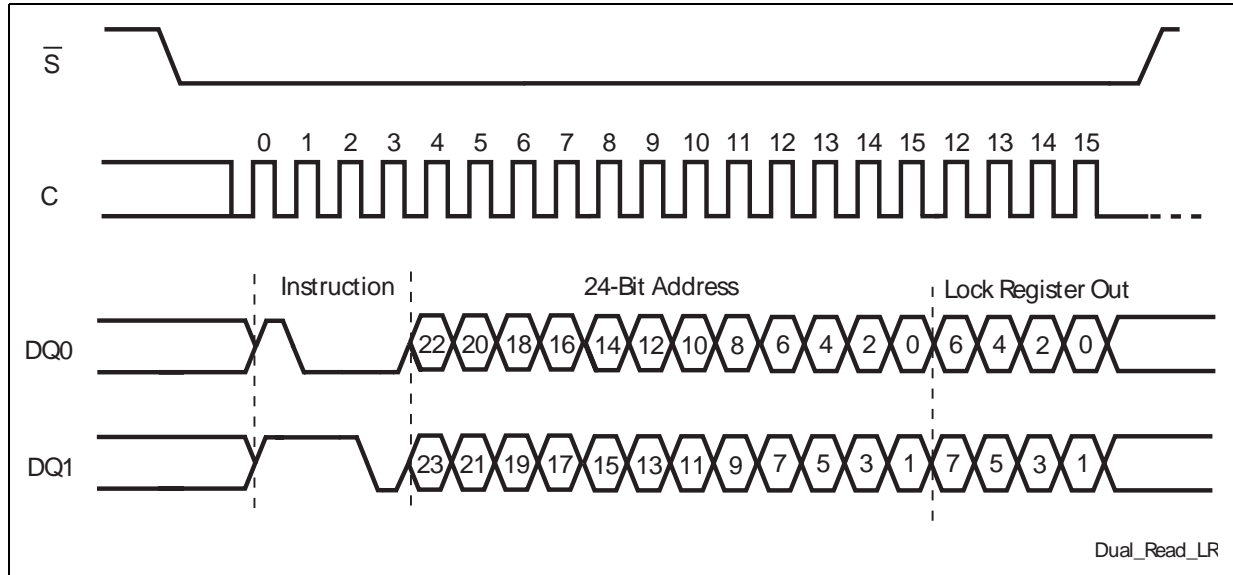 S
0 1 2 3 4 5 6 7 8 9 10 11 12 13 14 15 12 13 14 15
C
Instruction 24-Bit Address Lock Register Out
DQ0 22 20 18 16 14 12 10 8 6 4 2 0 6 4 2 0
DQ1 23 21 19 17 15 13 11 9 7 5 3 1 7 5 3 1
Dual_Read_LR